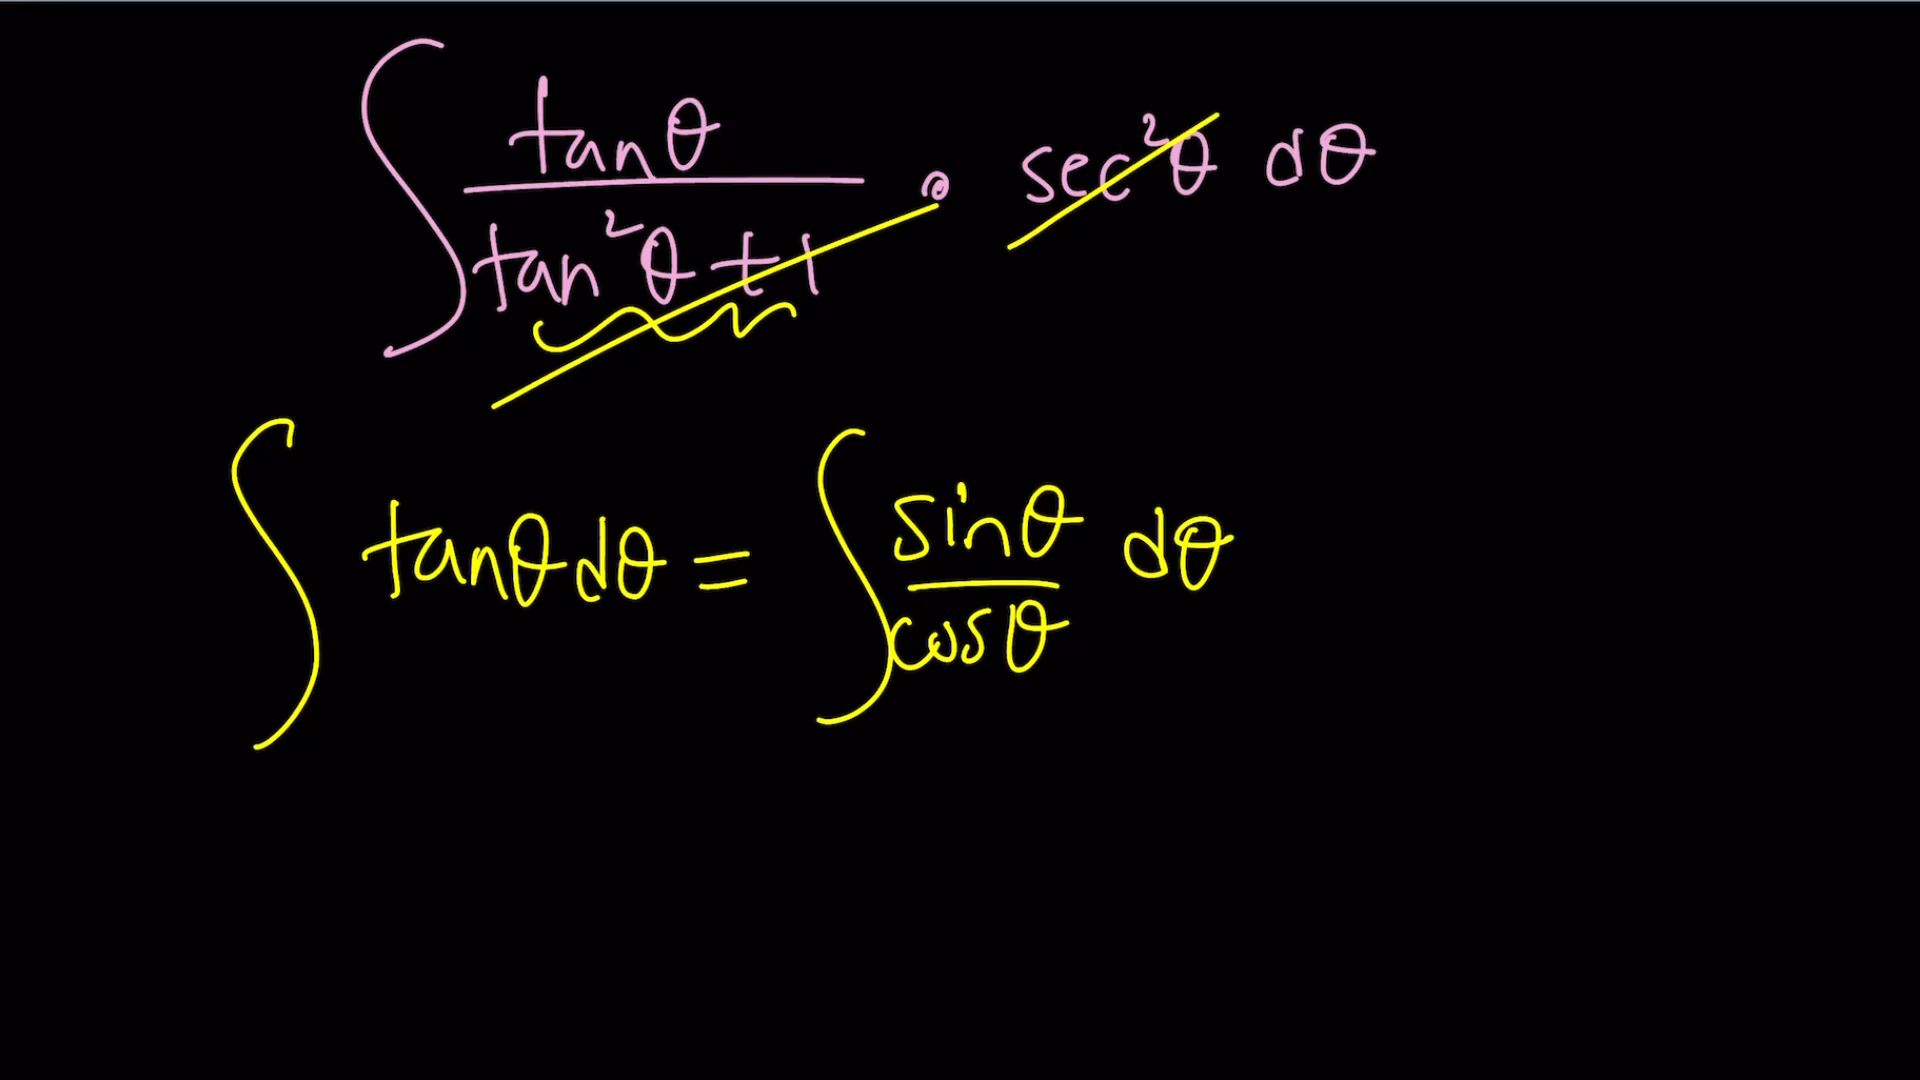 ∫ tanθ / (tan²θ + 1) · sec²θ dθ
∫ tanθ dθ = ∫ sinθ / cosθ dθ